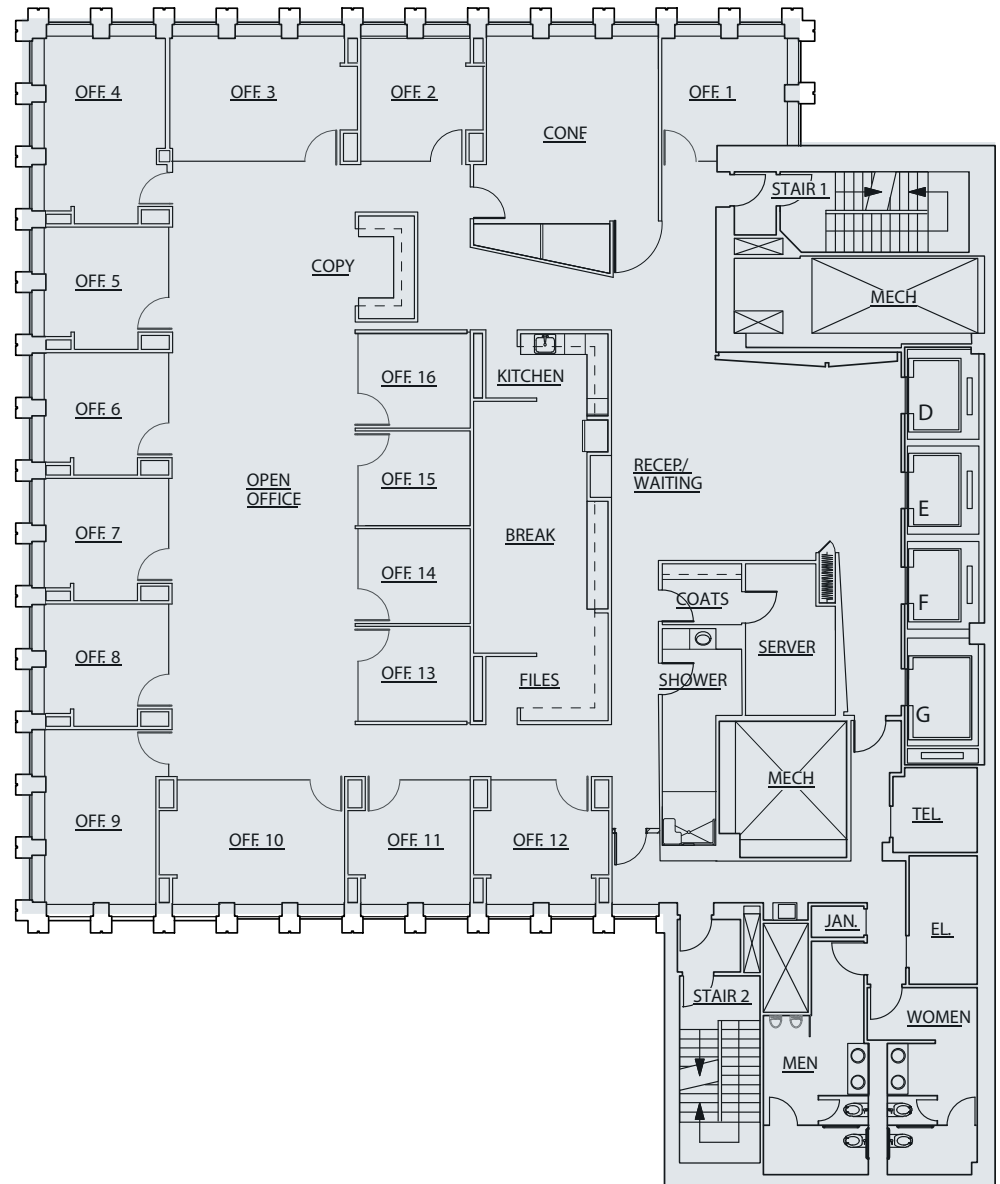 OFF. 4
OFF. 3
OFF. 2
OFF. 1
CONF
STAIR 1
OFF. 5
COPY
MECH
OFF. 16
KITCHEN
OFF. 6
D
OPEN
OFFICE
OFF. 15
RECEP./
WAITING
E
OFF. 7
BREAK
OFF. 14
COATS
F
OFF. 8
OFF. 13
FILES
SHOWER
SERVER
G
MECH
OFF. 9
OFF. 10
OFF. 11
OFF. 12
TEL.
JAN.
EL.
STAIR 2
WOMEN
MEN